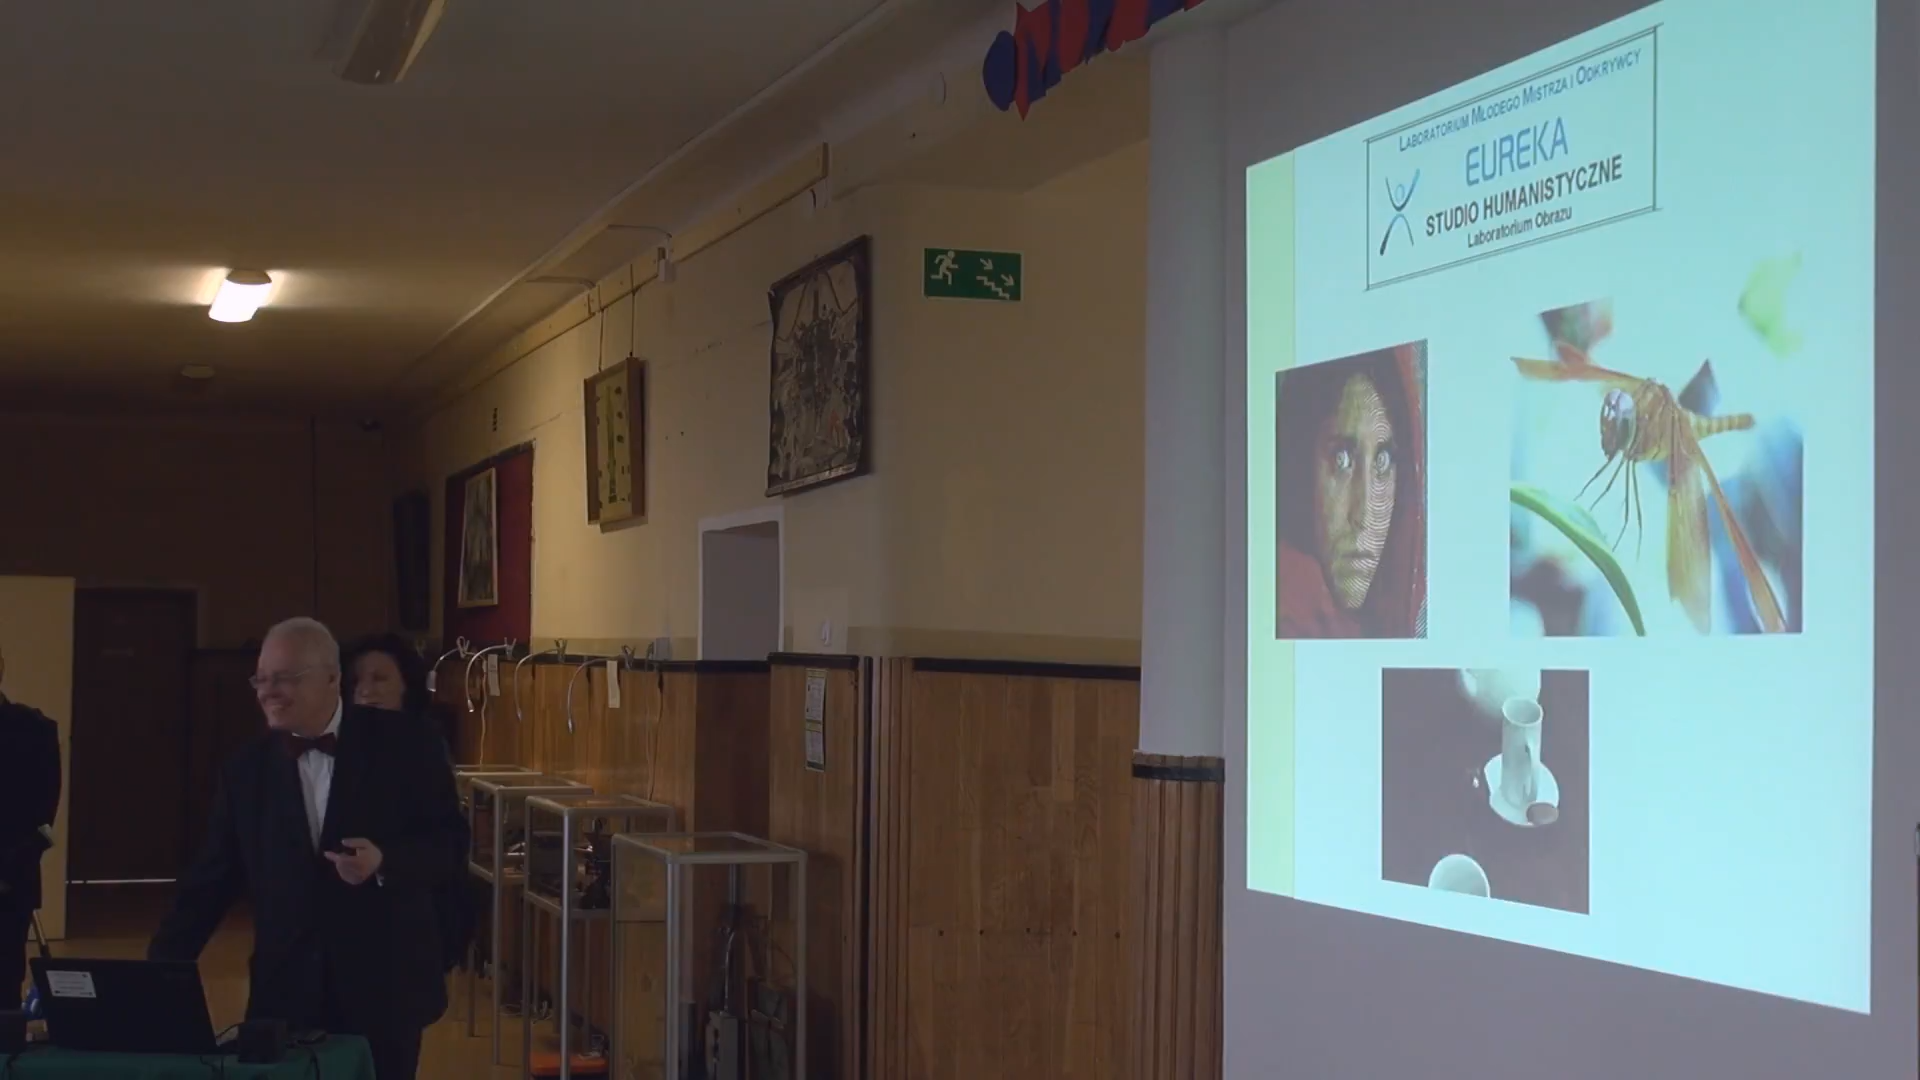 LABORATORIUM MŁODEGO MISTRZA I ODKRYWCY
EUREKA
STUDIO HUMANISTYCZNE
Laboratorium Obrazu